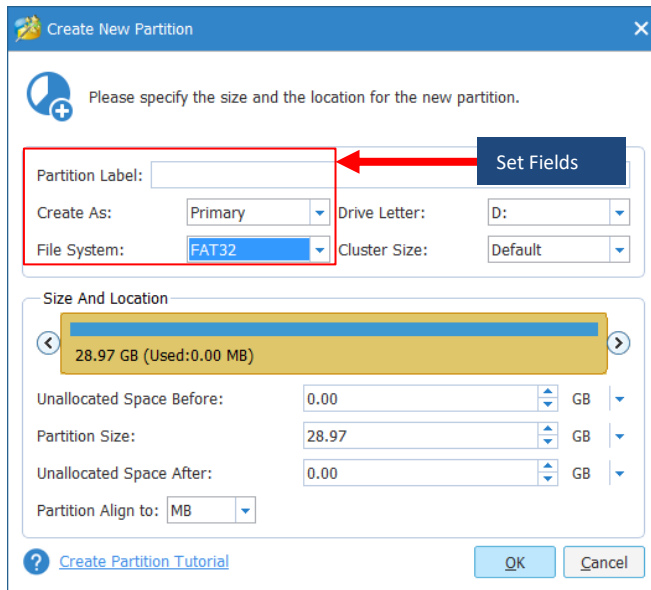 Create New Partition
Please specify the size and the location for the new partition.
Set Fields
Partition Label:
Create As: Primary Drive Letter: D:
File System: FAT32 Cluster Size: Default
Size And Location
28.97 GB (Used:0.00 MB)
Unallocated Space Before: 0.00 GB
Partition Size: 28.97 GB
Unallocated Space After: 0.00 GB
Partition Align to: MB
? Create Partition Tutorial OK Cancel